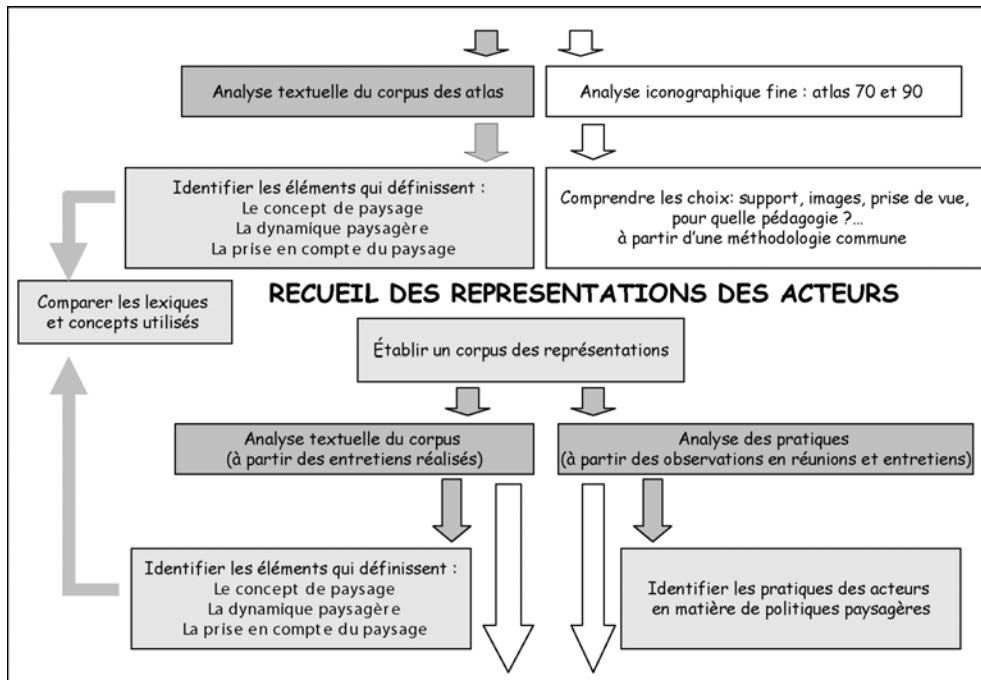 Analyse textuelle du corpus des atlas
Analyse iconographique fine : atlas 70 et 90
Identifier les éléments qui définissent :
Le concept de paysage
La dynamique paysagère
La prise en compte du paysage
Comprendre les choix: support, images, prise de vue,
pour quelle pédagogie ?...
à partir d'une méthodologie commune
Comparer les lexiques
et concepts utilisés
RECUEIL DES REPRESENTATIONS DES ACTEURS
Établir un corpus des représentations
Analyse textuelle du corpus
(à partir des entretiens réalisés)
Analyse des pratiques
(à partir des observations en réunions et entretiens)
Identifier les éléments qui définissent :
Le concept de paysage
La dynamique paysagère
La prise en compte du paysage
Identifier les pratiques des acteurs
en matière de politiques paysagères